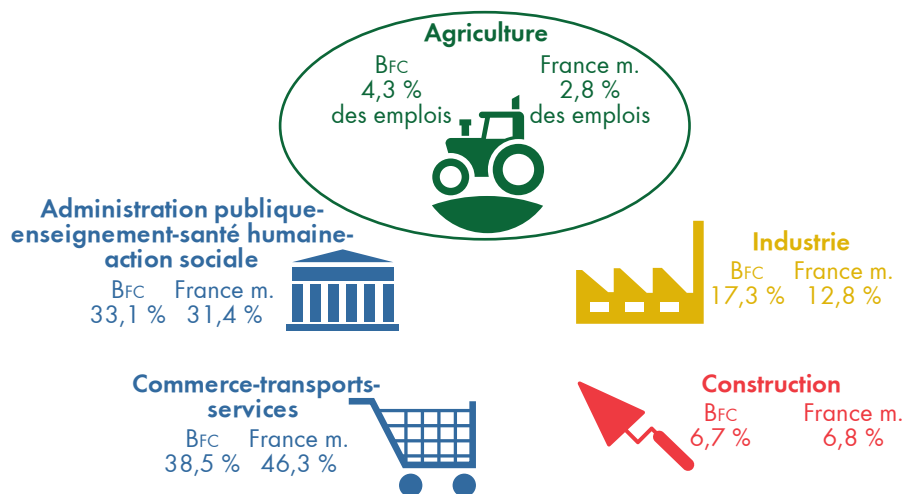 Agriculture
BFC France m.
4,3 % 2,8 %
des emplois des emplois
Administration publique-
enseignement-santé humaine-
action sociale
BFC France m.
33,1 % 31,4 %
Industrie
BFC France m.
17,3 % 12,8 %
Commerce-transports-
services
BFC France m.
38,5 % 46,3 %
Construction
BFC France m.
6,7 % 6,8 %